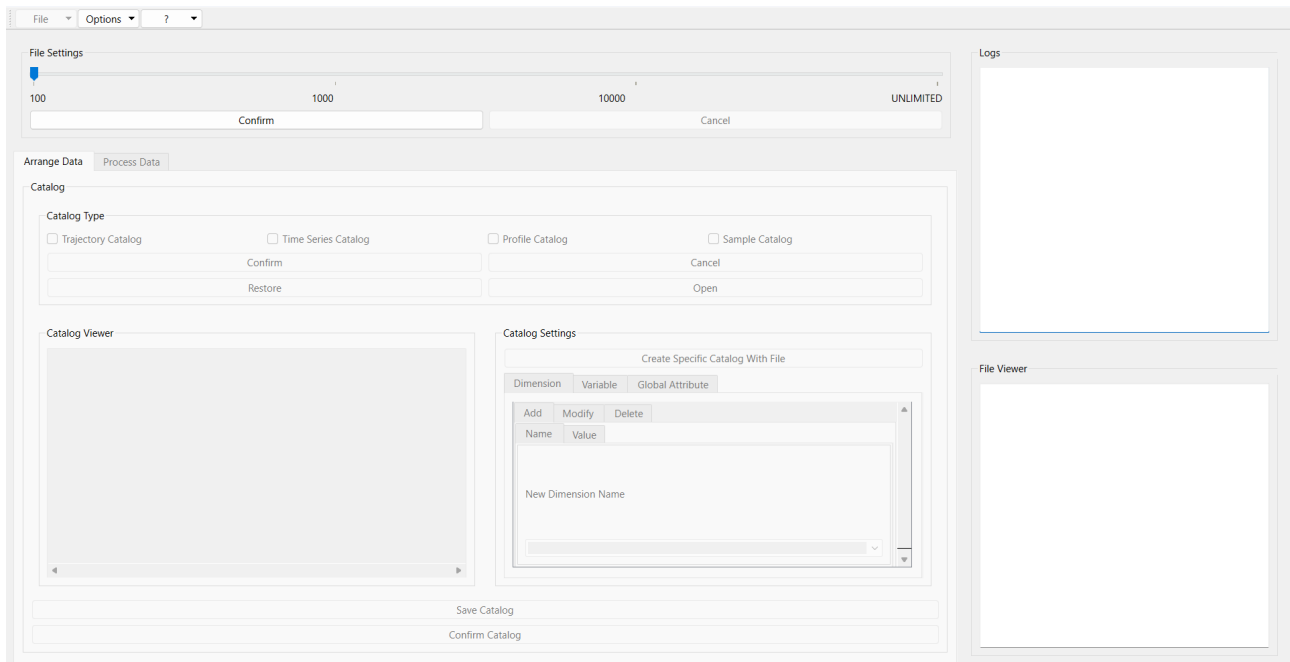 File Options ?
File Settings
100 1000 10000 UNLIMITED
Confirm Cancel
Arrange Data Process Data
Catalog
Catalog Type
Trajectory Catalog Time Series Catalog Profile Catalog Sample Catalog
Confirm Cancel
Restore Open
Catalog Viewer
Catalog Settings
Create Specific Catalog With File
Dimension Variable Global Attribute
Add Modify Delete
Name Value
New Dimension Name
Save Catalog
Confirm Catalog
Logs
File Viewer